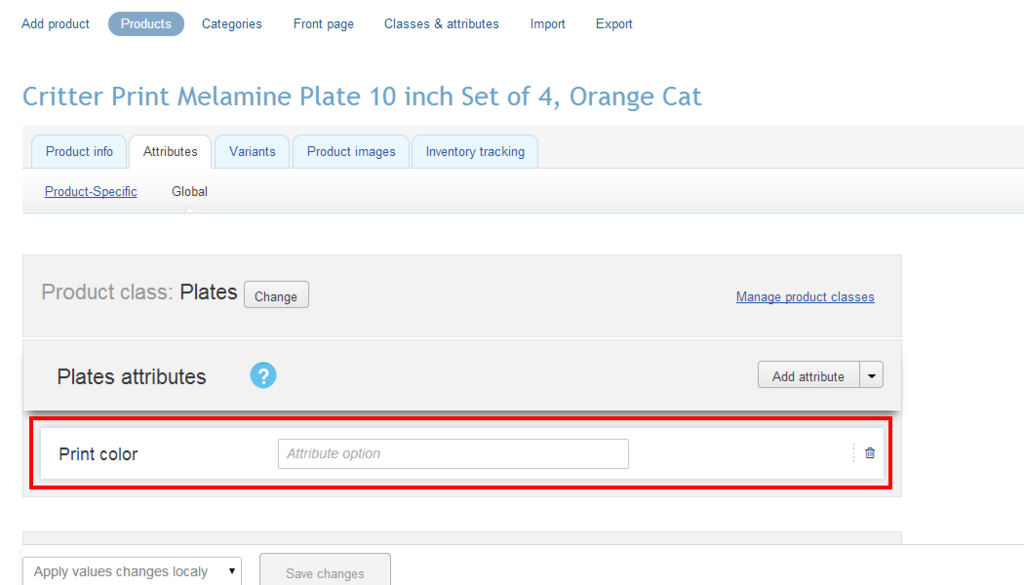 Add product Products Categories Front page Classes & attributes Import Export
Critter Print Melamine Plate 10 inch Set of 4, Orange Cat
Product info Attributes Variants Product images Inventory tracking
Product-Specific Global
Product class: Plates Change Manage product classes
Plates attributes ? Add attribute
Print color Attribute option
Apply values changes localy Save changes